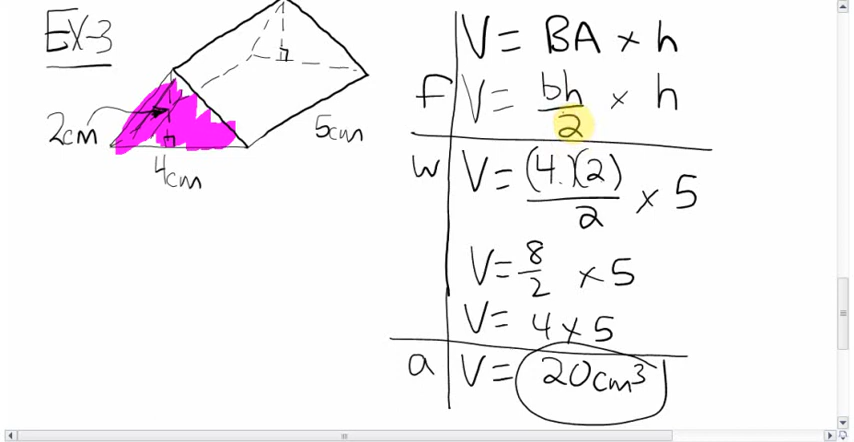 EX-3
2cm
4cm
5cm
V = BA × h
F V = bh/2 × h
w V = (4.)(2)/2 × 5
V = 8/2 × 5
V = 4 × 5
a V = 20cm³